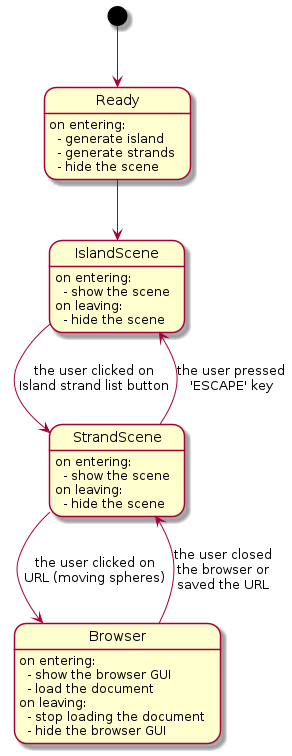 Ready
on entering:
- generate island
- generate strands
- hide the scene
IslandScene
on entering:
- show the scene
on leaving:
- hide the scene
the user clicked on
Island strand list button
the user pressed
'ESCAPE' key
StrandScene
on entering:
- show the scene
on leaving:
- hide the scene
the user clicked on
URL (moving spheres)
the user closed
the browser or
saved the URL
Browser
on entering:
- show the browser GUI
- load the document
on leaving:
- stop loading the document
- hide the browser GUI